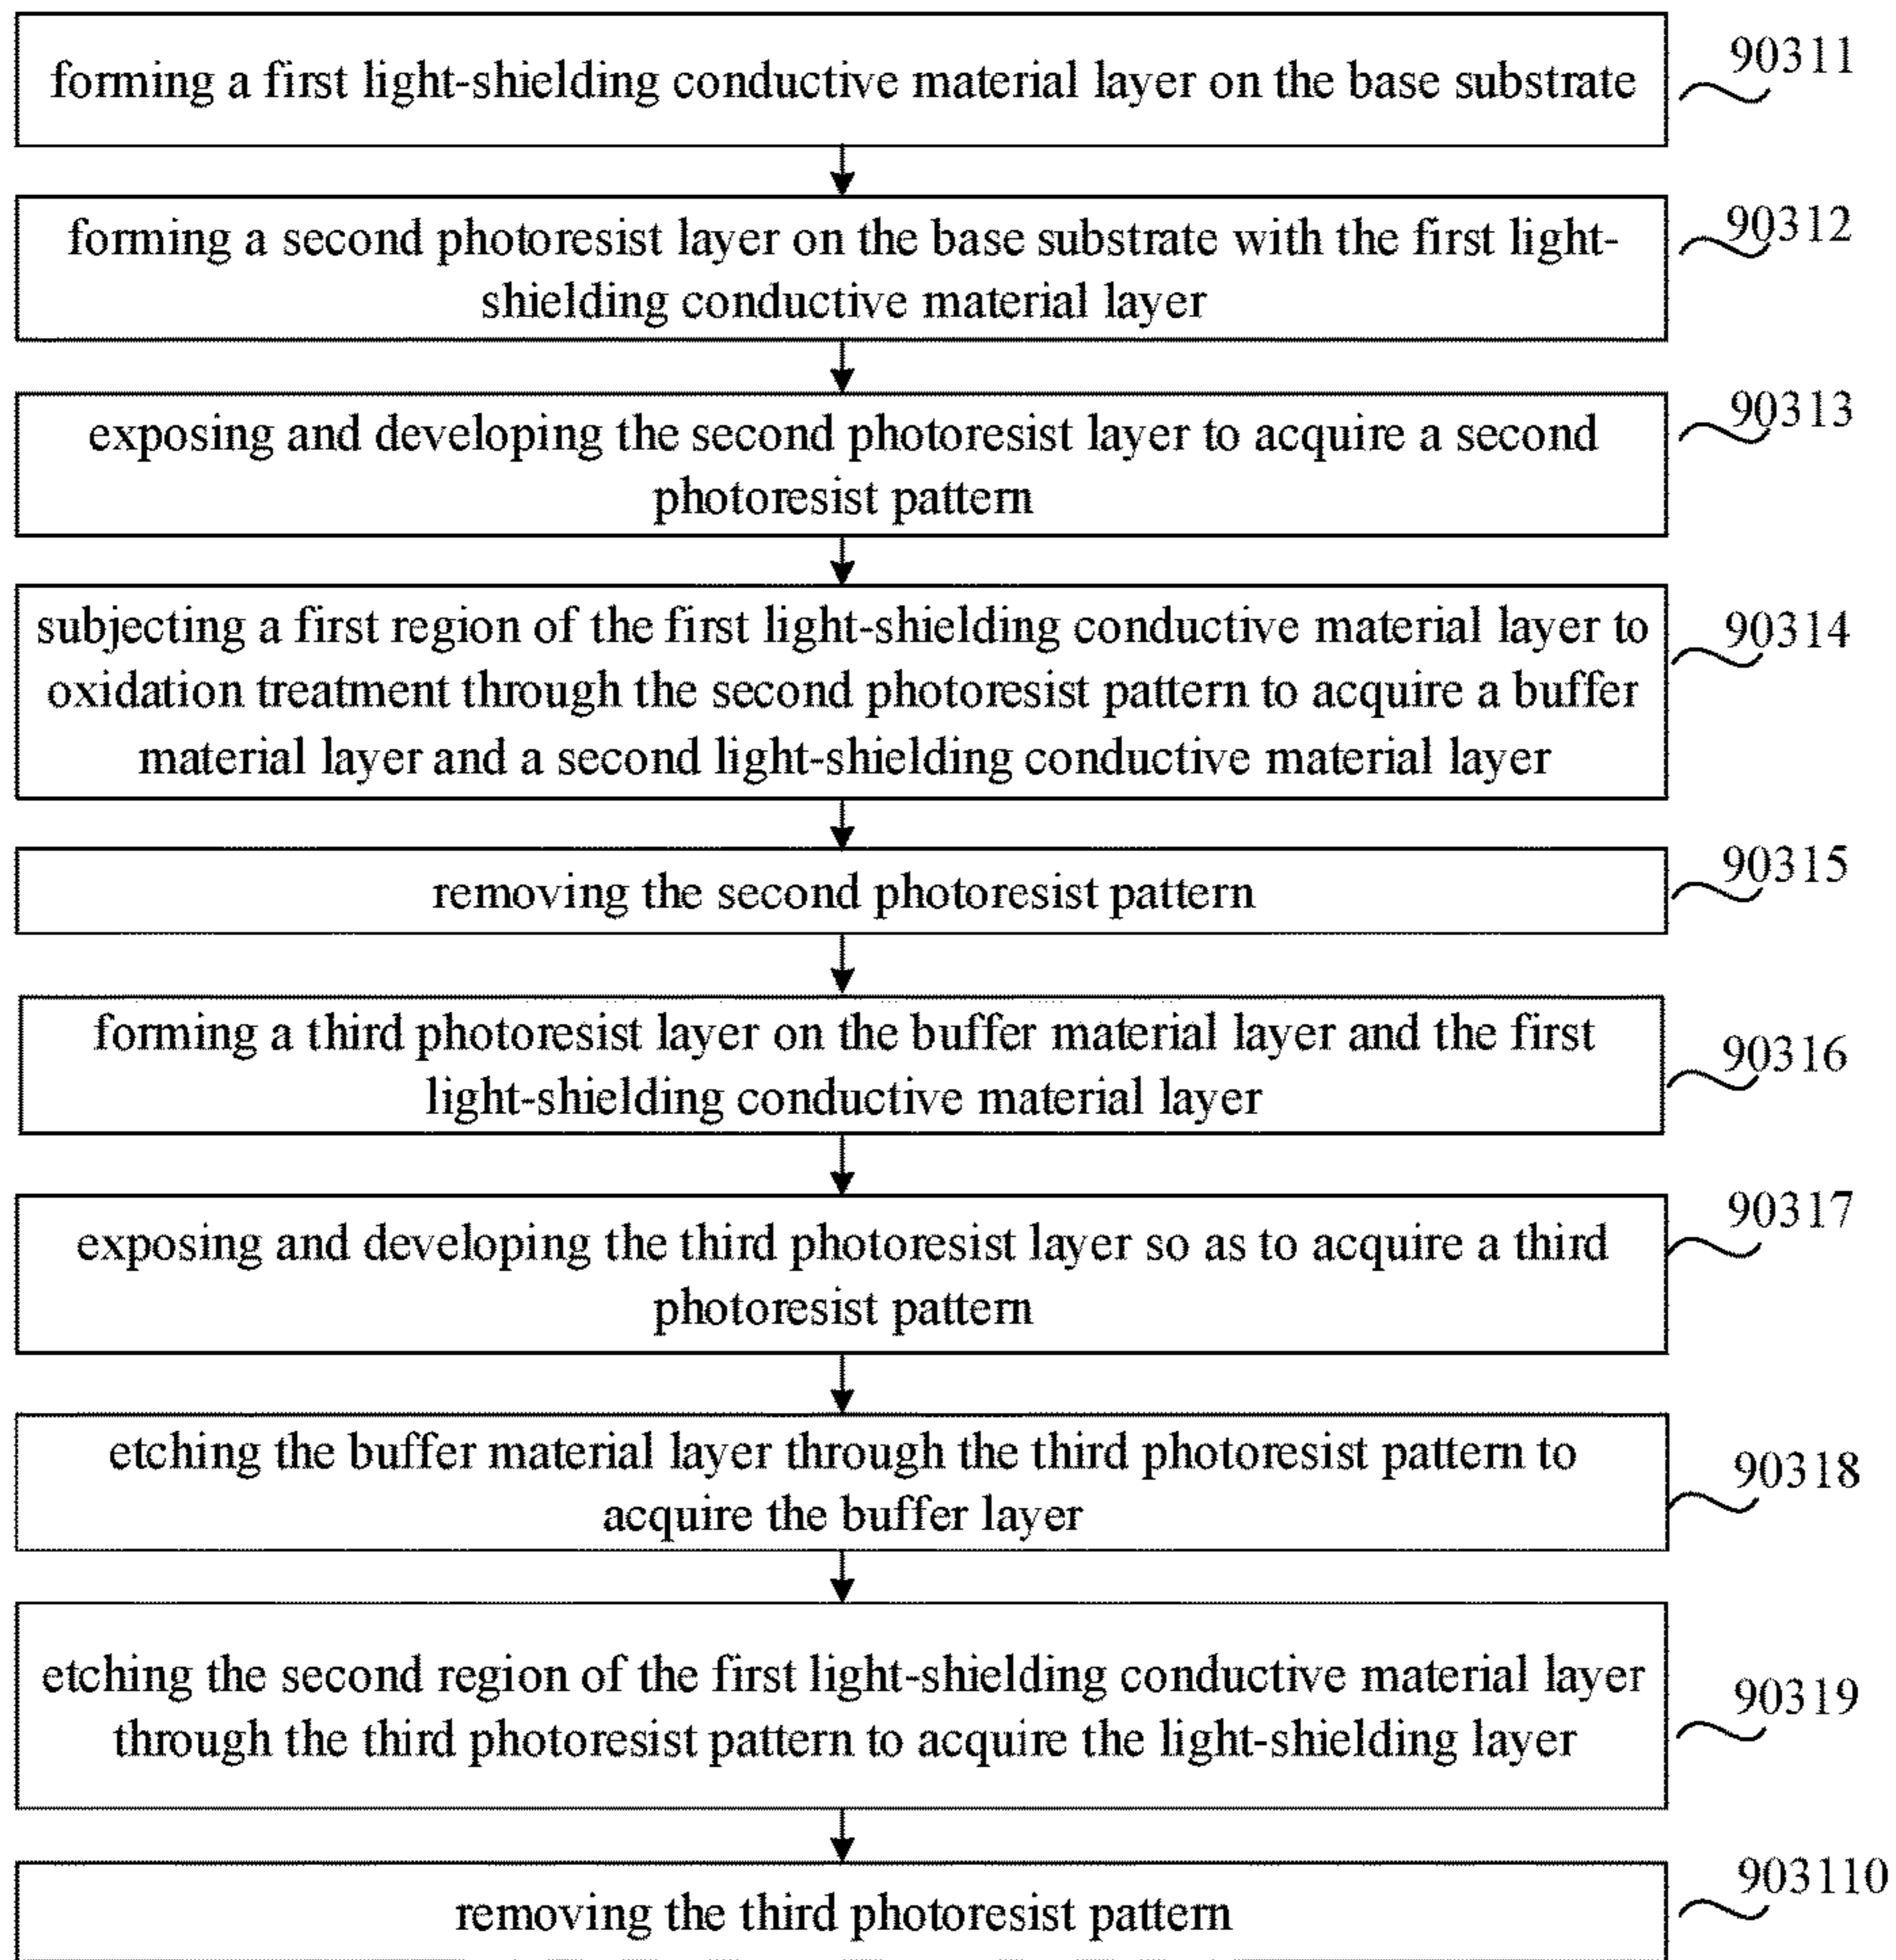 forming a first light-shielding conductive material layer on the base substrate
90311
forming a second photoresist layer on the base substrate with the first light-
shielding conductive material layer
90312
exposing and developing the second photoresist layer to acquire a second
photoresist pattern
90313
subjecting a first region of the first light-shielding conductive material layer to
oxidation treatment through the second photoresist pattern to acquire a buffer
material layer and a second light-shielding conductive material layer
90314
removing the second photoresist pattern
90315
forming a third photoresist layer on the buffer material layer and the first
light-shielding conductive material layer
90316
exposing and developing the third photoresist layer so as to acquire a third
photoresist pattern
90317
etching the buffer material layer through the third photoresist pattern to
acquire the buffer layer
90318
etching the second region of the first light-shielding conductive material layer
through the third photoresist pattern to acquire the light-shielding layer
90319
removing the third photoresist pattern
903110